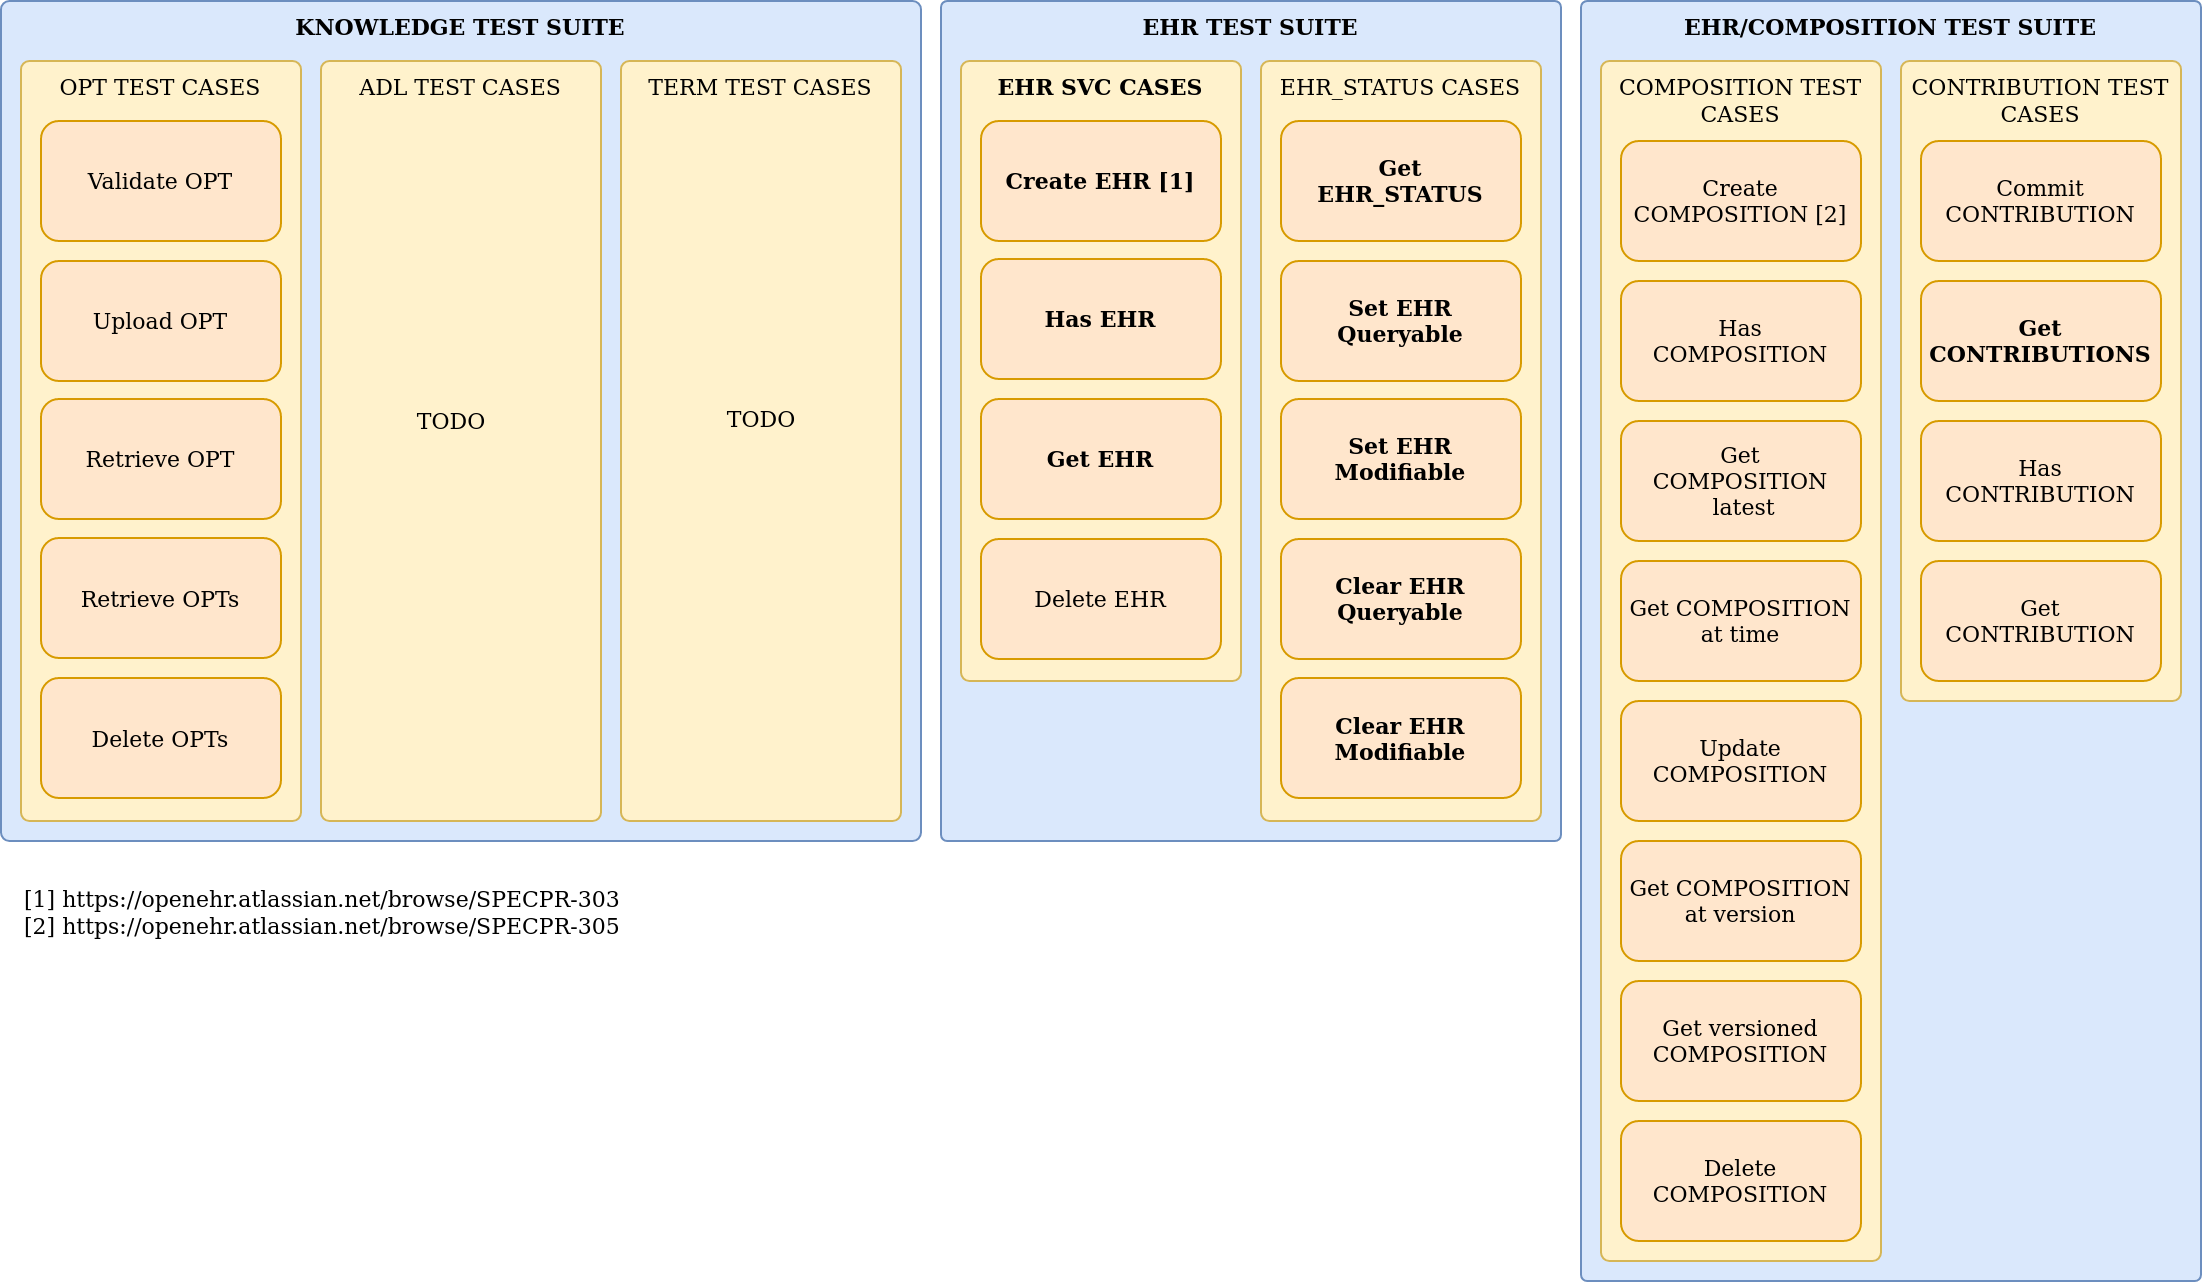 KNOWLEDGE TEST SUITE
OPT TEST CASES
Validate OPT
Upload OPT
Retrieve OPT
Retrieve OPTs
Delete OPTs
ADL TEST CASES
TODO
TERM TEST CASES
TODO
EHR TEST SUITE
EHR SVC CASES
Create EHR [1]
Has EHR
Get EHR
Delete EHR
EHR_STATUS CASES
Get
EHR_STATUS
Set EHR
Queryable
Set EHR
Modifiable
Clear EHR
Queryable
Clear EHR
Modifiable
EHR/COMPOSITION TEST SUITE
COMPOSITION TEST
CASES
Create
COMPOSITION [2]
Has
COMPOSITION
Get
COMPOSITION
latest
Get COMPOSITION
at time
Update
COMPOSITION
Get COMPOSITION
at version
Get versioned
COMPOSITION
Delete
COMPOSITION
CONTRIBUTION TEST
CASES
Commit
CONTRIBUTION
Get
CONTRIBUTIONS
Has
CONTRIBUTION
Get
CONTRIBUTION
[1] https://openehr.atlassian.net/browse/SPECPR-303
[2] https://openehr.atlassian.net/browse/SPECPR-305